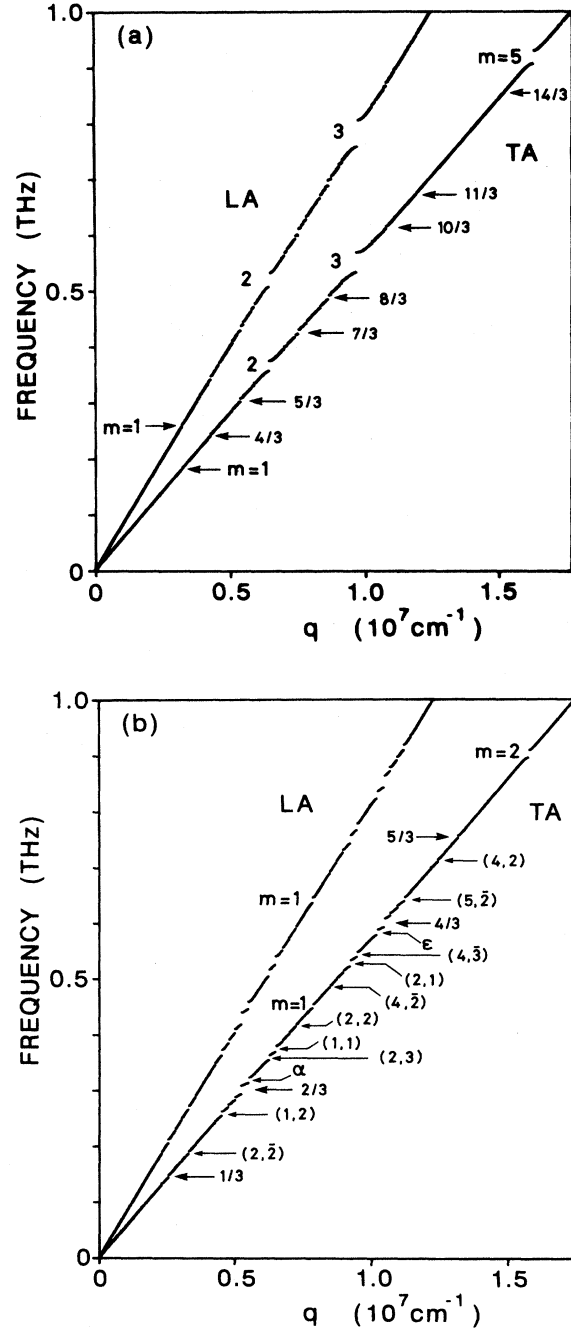 (a)
1.0
m=5
14/3
3
TA
LA
11/3
10/3
3
2
0.5
8/3
7/3
2
5/3
m=1
4/3
m=1
FREQUENCY (THz)
0
0
0.5
1.0
1.5
q (10⁷cm⁻¹)
(b)
1.0
m=2
LA
TA
5/3
(4,2)
m=1
(5,2̄)
4/3
ε
(4,3̄)
0.5
(2,1)
m=1
(4,2̄)
(2,2)
(1,1)
(2,3)
α
2/3
(1,2)
(2,2̄)
1/3
FREQUENCY (THz)
0
0
0.5
1.0
1.5
q (10⁷cm⁻¹)